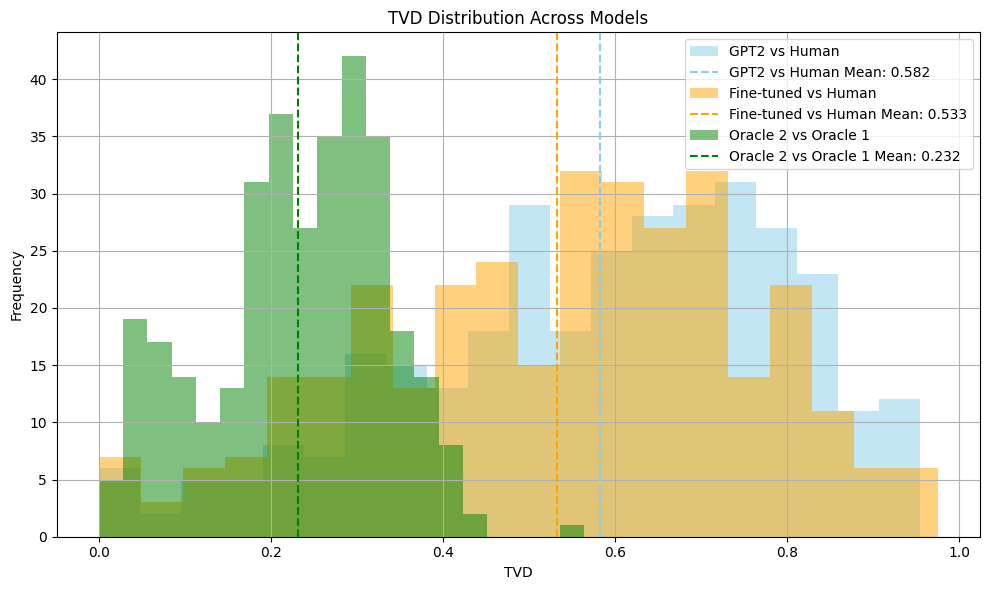 TVD Distribution Across Models
GPT2 vs Human
GPT2 vs Human Mean: 0.582
Fine-tuned vs Human
Fine-tuned vs Human Mean: 0.533
Oracle 2 vs Oracle 1
Oracle 2 vs Oracle 1 Mean: 0.232
Frequency
40
35
30
25
20
15
10
5
0
0.0 0.2 0.4 0.6 0.8 1.0
TVD